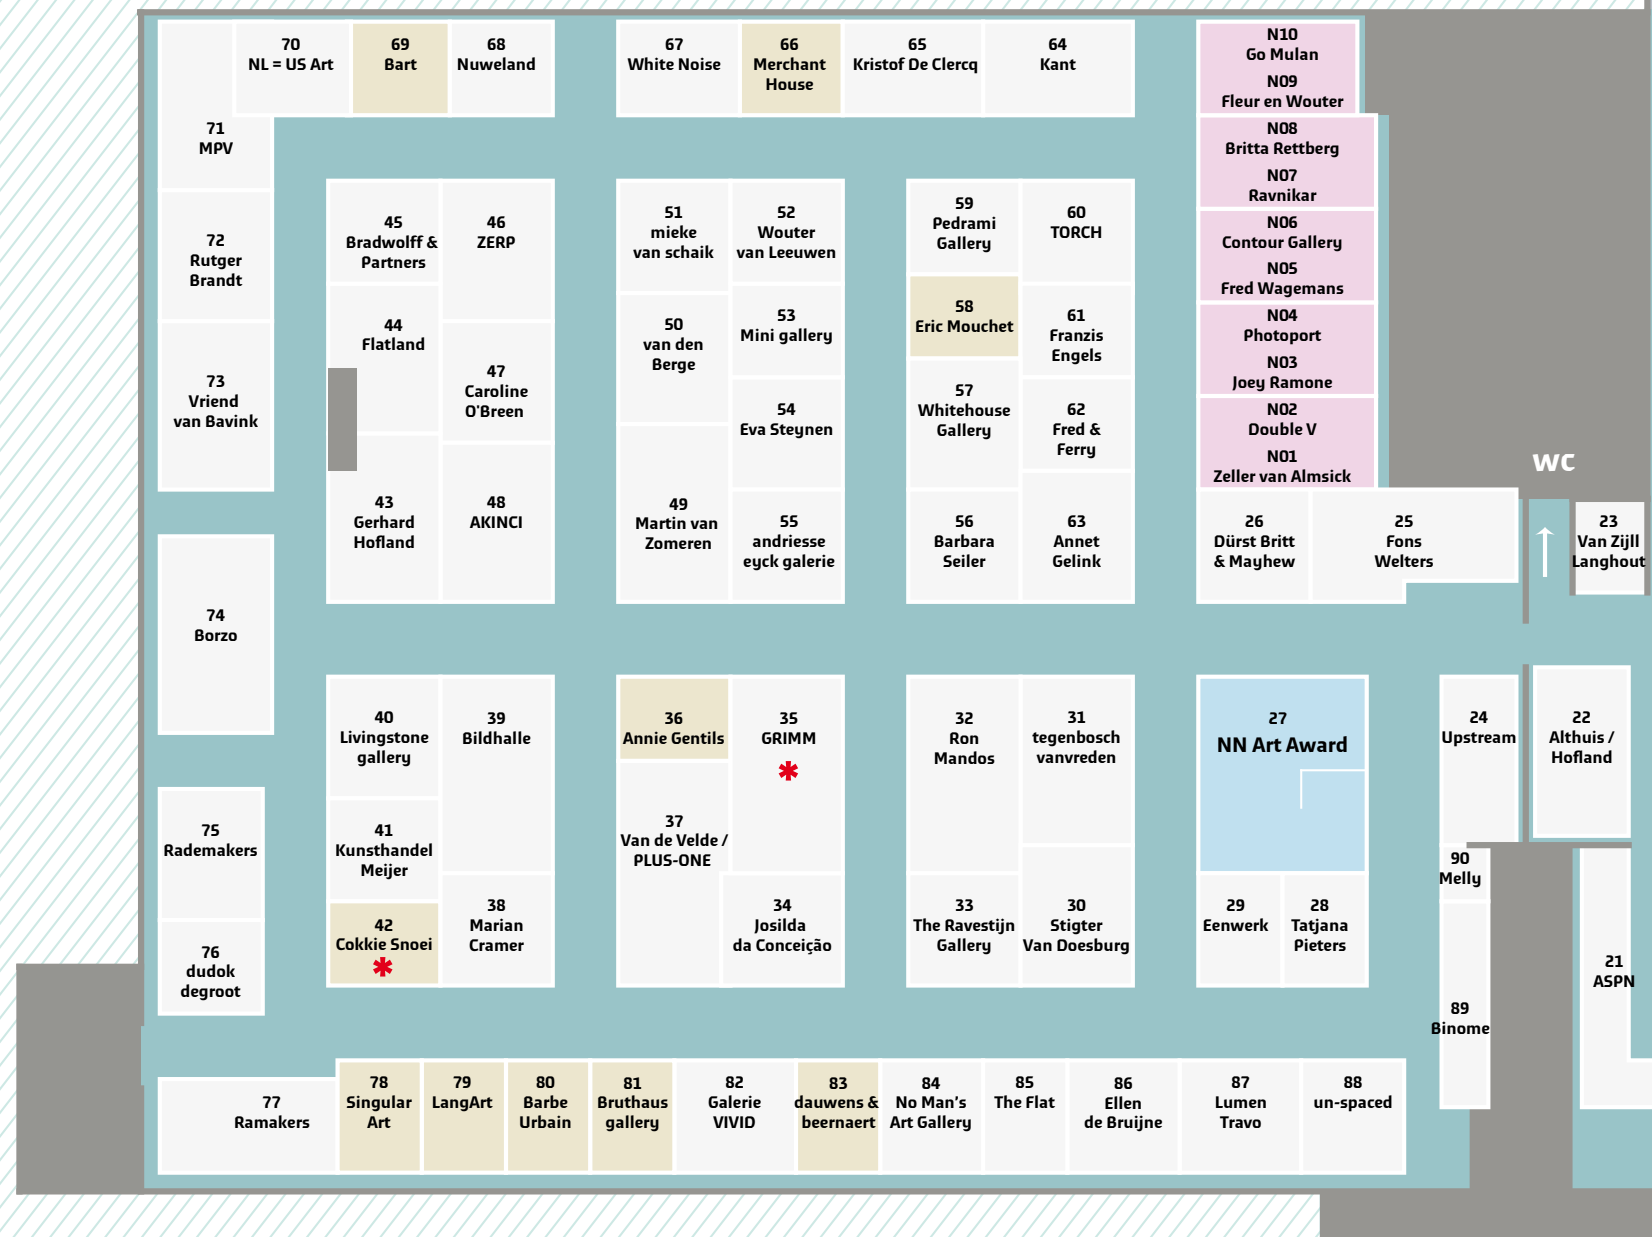 70
NL = US Art
69
Bart
68
Nuweland
67
White Noise
66
Merchant
House
65
Kristof De Clercq
64
Kant
N10
Go Mulan
N09
Fleur en Wouter
N08
Britta Rettberg
N07
Ravnikar
N06
Contour Gallery
N05
Fred Wagemans
N04
Photoport
N03
Joey Ramone
N02
Double V
N01
Zeller van Almsick
71
MPV
72
Rutger
Brandt
73
Vriend
van Bavink
45
Bradwolff &
Partners
46
ZERP
44
Flatland
47
Caroline
O'Breen
43
Gerhard
Hofland
48
AKINCI
51
mieke
van schaik
52
Wouter
van Leeuwen
50
van den
Berge
53
Mini gallery
54
Eva Steynen
49
Martin van
Zomeren
55
andriesse
eyck galerie
59
Pedrami
Gallery
60
TORCH
58
Eric Mouchet
61
Franzis
Engels
57
Whitehouse
Gallery
62
Fred &
Ferry
56
Barbara
Seiler
63
Annet
Gelink
26
Dürst Britt
& Mayhew
25
Fons
Welters
WC
23
Van Zijll
Langhout
74
Borzo
40
Livingstone
gallery
39
Bildhalle
36
Annie Gentils
35
GRIMM
*
32
Ron
Mandos
31
tegenbosch
vanvreden
27
NN Art Award
24
Upstream
22
Althuis /
Hofland
75
Rademakers
41
Kunsthandel
Meijer
37
Van de Velde /
PLUS-ONE
90
Melly
76
dudok
degroot
42
Cokkie Snoei
*
38
Marian
Cramer
34
Josilda
da Conceição
33
The Ravestijn
Gallery
30
Stigter
Van Doesburg
29
Eenwerk
28
Tatjana
Pieters
89
Binome
21
ASPN
77
Ramakers
78
Singular
Art
79
LangArt
80
Barbe
Urbain
81
Bruthaus
gallery
82
Galerie
VIVID
83
dauwens &
beernaert
84
No Man's
Art Gallery
85
The Flat
86
Ellen
de Bruijne
87
Lumen
Travo
88
un-spaced